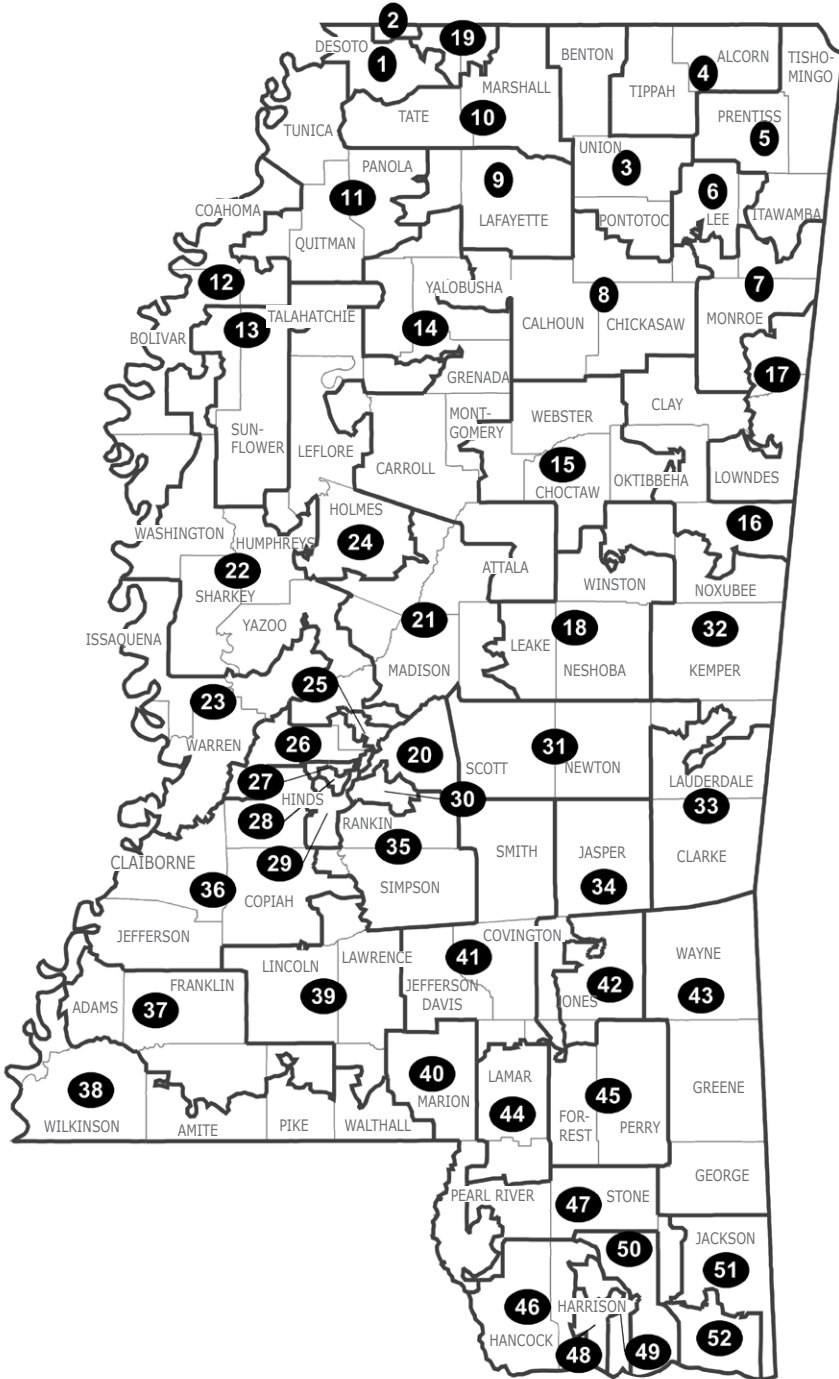 2
DESOTO
19
1
BENTON
ALCORN
TISHO-
MINGO
4
MARSHALL
TIPPAH
TATE
10
PRENTISS
5
TUNICA
UNION
PANOLA
3
9
6
11
COAHOMA
LAFAYETTE
PONTOTOC
LEE
ITAWAMBA
QUITMAN
12
7
YALOBUSHA
8
TALAHATCHIE
MONROE
13
14
CALHOUN
CHICKASAW
BOLIVAR
17
GRENADA
CLAY
MONT-
GOMERY
WEBSTER
SUN-
FLOWER
LEFLORE
15
CARROLL
OKTIBBEHA
LOWNDES
CHOCTAW
HOLMES
16
WASHINGTON
HUMPHREYS
24
22
ATTALA
WINSTON
NOXUBEE
SHARKEY
21
YAZOO
18
32
ISSAQUENA
LEAKE
MADISON
NESHOBA
KEMPER
25
23
WARREN
26
20
31
SCOTT
NEWTON
27
LAUDERDALE
HINDS
30
33
28
RANKIN
35
29
SMITH
JASPER
CLARKE
CLAIBORNE
36
34
COPIAH
SIMPSON
JEFFERSON
COVINGTON
LINCOLN
LAWRENCE
41
WAYNE
FRANKLIN
JEFFERSON
DAVIS
42
ADAMS
37
39
JONES
43
40
LAMAR
38
MARION
45
GREENE
44
WILKINSON
AMITE
PIKE
WALTHALL
FOR-
REST
PERRY
GEORGE
PEARL RIVER
47
STONE
50
JACKSON
51
46
HARRISON
HANCOCK
52
48
49